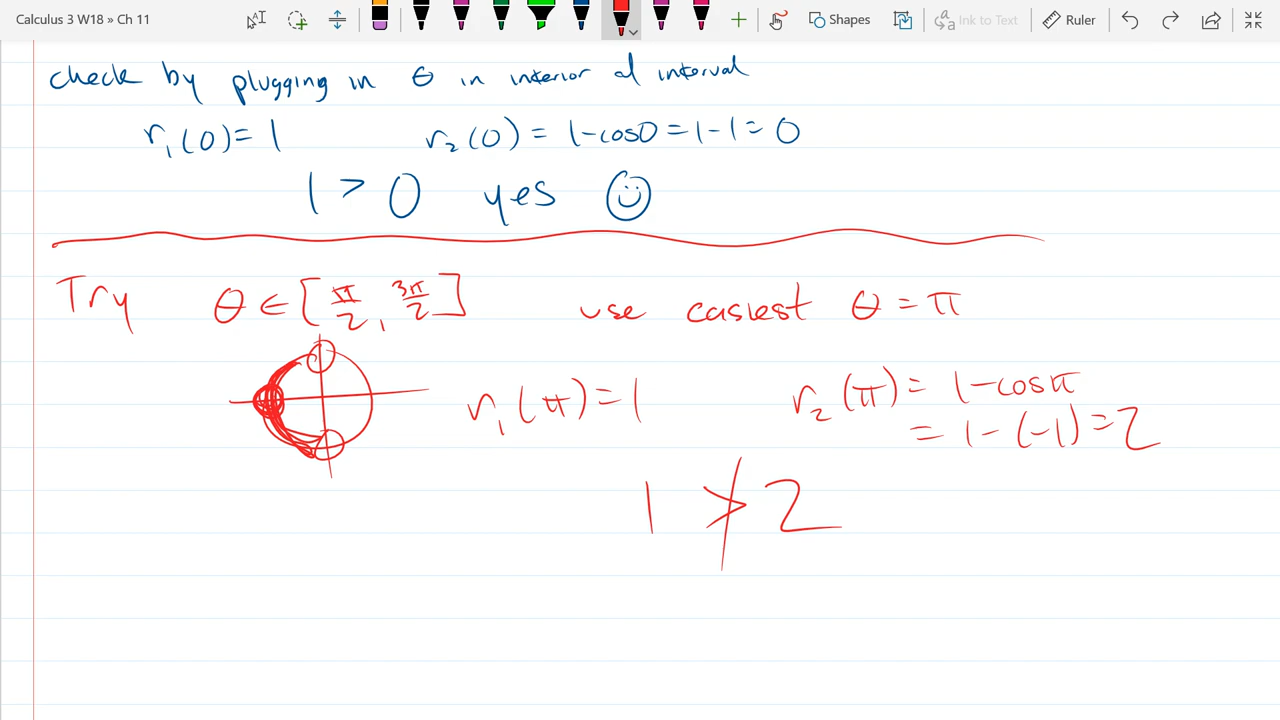 Calculus 3 W18 » Ch 11
Shapes
Ink to Text
Ruler
check by plugging in θ in interior of interval
r₁(0) = 1 r₂(0) = 1-cos0 = 1-1 = 0
1 > 0 yes ☺
Try θ ∈ [π/2, 3π/2] use easiest θ = π
r₁(π) = 1 r₂(π) = 1-cosπ
= 1-(-1) = 2
1 ≯ 2